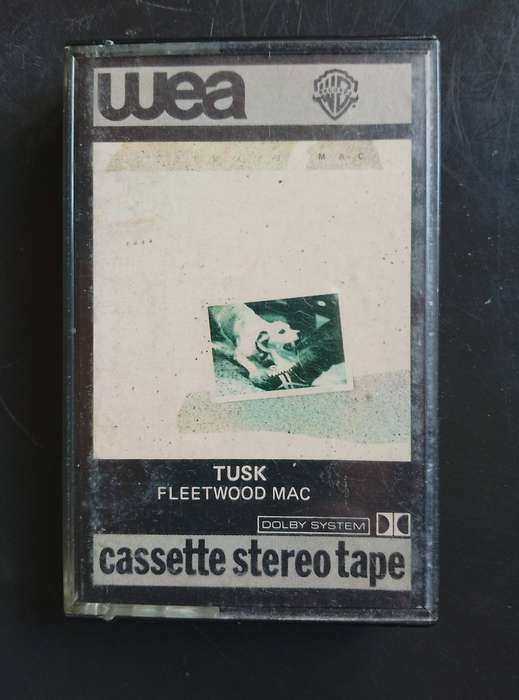 wea
MAC
TUSK
FLEETWOOD MAC
DOLBY SYSTEM
cassette stereo tape